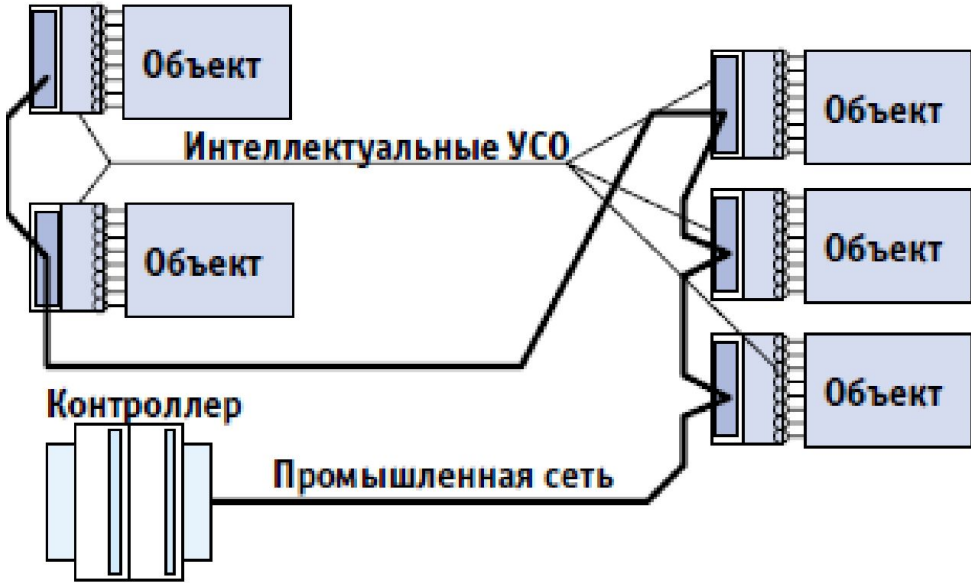 Объект
Объект
Интеллектуальные УСО
Объект
Объект
Объект
Контроллер
Промышленная сеть